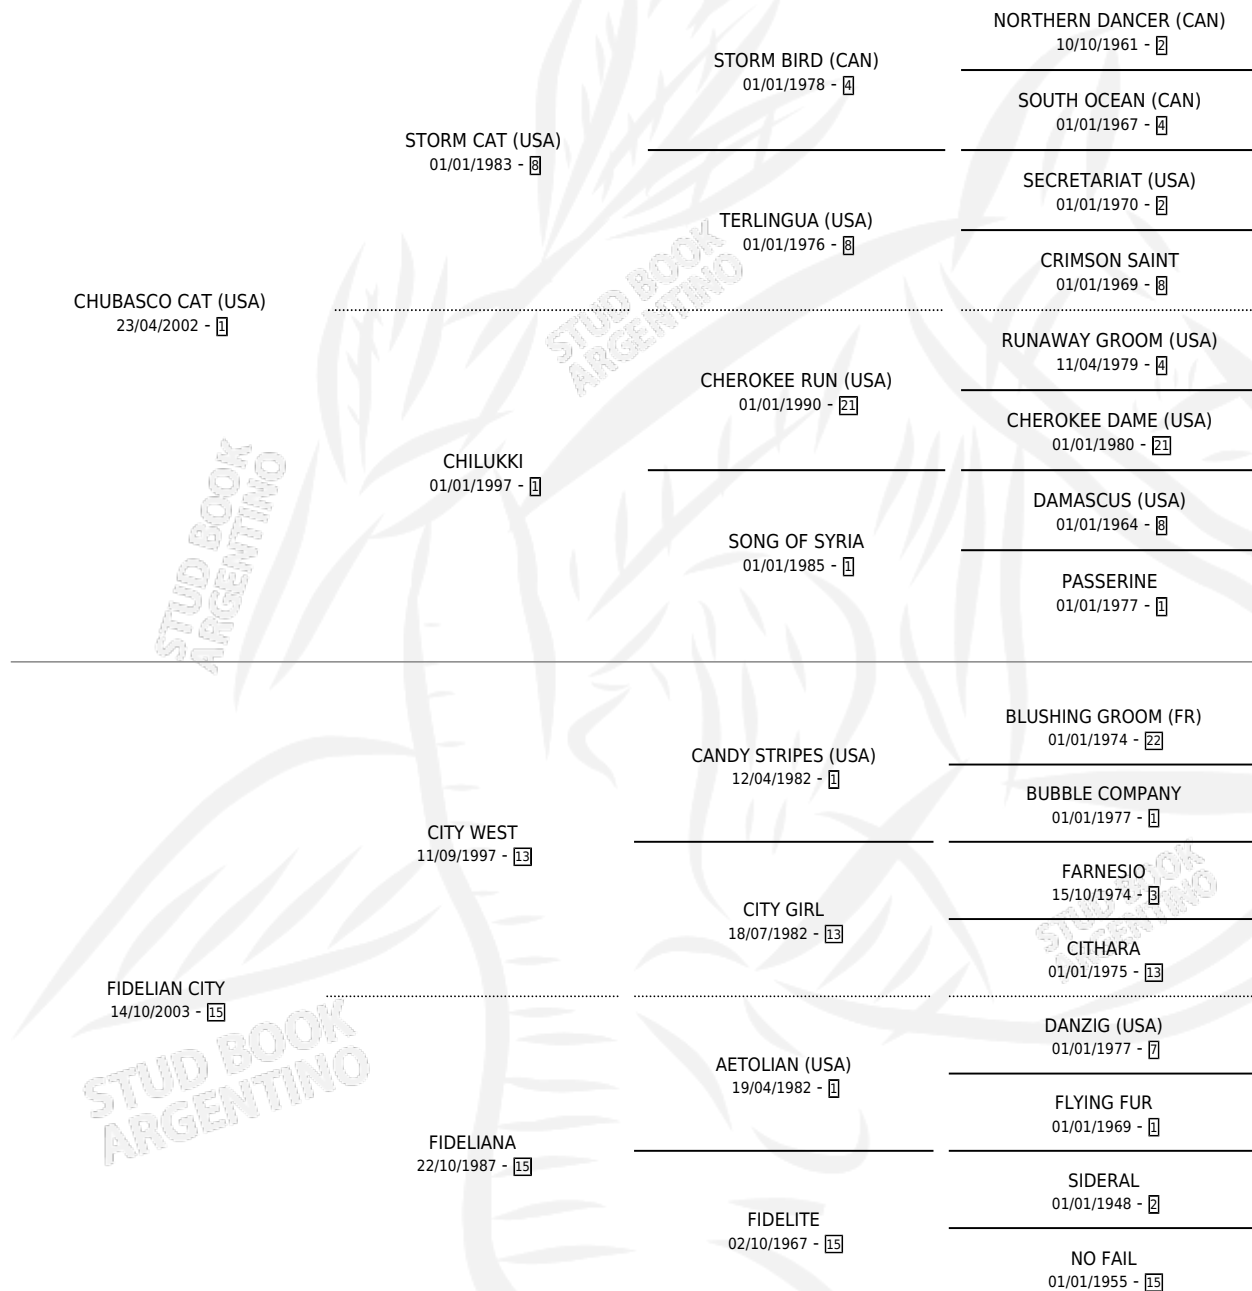 NORTHERN DANCER (CAN)
10/10/1961 - 2
STORM BIRD (CAN)
01/01/1978 - 4
SOUTH OCEAN (CAN)
01/01/1967 - 4
STORM CAT (USA)
01/01/1983 - 8
SECRETARIAT (USA)
01/01/1970 - 2
TERLINGUA (USA)
01/01/1976 - 8
CRIMSON SAINT
01/01/1969 - 8
CHUBASCO CAT (USA)
23/04/2002 - 1
RUNAWAY GROOM (USA)
11/04/1979 - 4
CHEROKEE RUN (USA)
01/01/1990 - 21
CHEROKEE DAME (USA)
01/01/1980 - 21
CHILUKKI
01/01/1997 - 1
DAMASCUS (USA)
01/01/1964 - 8
SONG OF SYRIA
01/01/1985 - 1
PASSERINE
01/01/1977 - 1
BLUSHING GROOM (FR)
01/01/1974 - 22
CANDY STRIPES (USA)
12/04/1982 - 1
BUBBLE COMPANY
01/01/1977 - 1
CITY WEST
11/09/1997 - 13
FARNESIO
15/10/1974 - 3
CITY GIRL
18/07/1982 - 13
CITHARA
01/01/1975 - 13
FIDELIAN CITY
14/10/2003 - 15
DANZIG (USA)
01/01/1977 - 7
AETOLIAN (USA)
19/04/1982 - 1
FLYING FUR
01/01/1969 - 1
FIDELIANA
22/10/1987 - 15
SIDERAL
01/01/1948 - 2
FIDELITE
02/10/1967 - 15
NO FAIL
01/01/1955 - 15
STUD BOOK
ARGENTINO
STUD BOOK
ARGENTINO
STUD BOOK
ARGENTINO
STUD BOOK
ARGENTINO